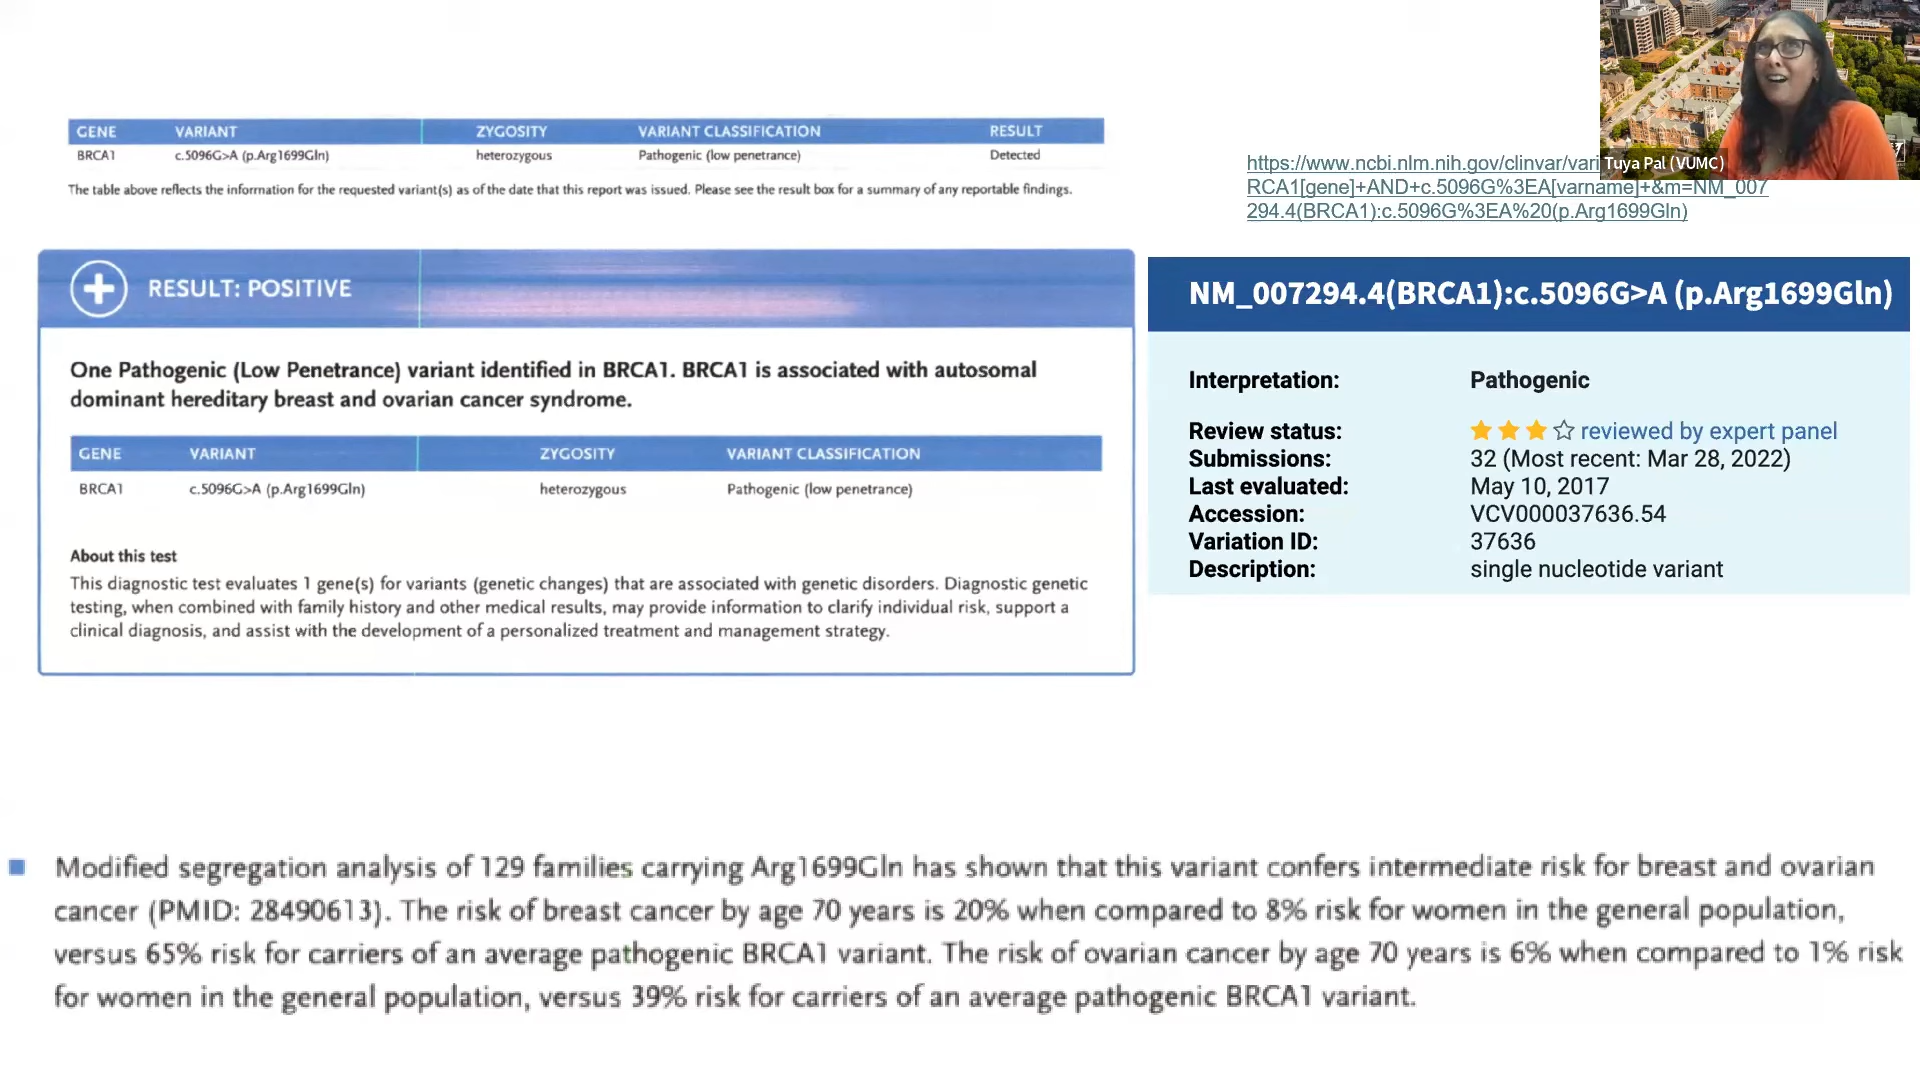 GENE VARIANT ZYGOSITY VARIANT CLASSIFICATION RESULT
BRCA1 c.5096G>A (p.Arg1699Gln) heterozygous Pathogenic (low penetrance) Detected
The table above reflects the information for the requested variant(s) as of the date that this report was issued. Please see the result box for a summary of any reportable findings.
RESULT: POSITIVE
One Pathogenic (Low Penetrance) variant identified in BRCA1. BRCA1 is associated with autosomal
dominant hereditary breast and ovarian cancer syndrome.
GENE VARIANT ZYGOSITY VARIANT CLASSIFICATION
BRCA1 c.5096G>A (p.Arg1699Gln) heterozygous Pathogenic (low penetrance)
About this test
This diagnostic test evaluates 1 gene(s) for variants (genetic changes) that are associated with genetic disorders. Diagnostic genetic
testing, when combined with family history and other medical results, may provide information to clarify individual risk, support a
clinical diagnosis, and assist with the development of a personalized treatment and management strategy.
https://www.ncbi.nlm.nih.gov/clinvar/vari
RCA1[gene]+AND+c.5096G%3EA[varname]+&m=NM_007
294.4(BRCA1):c.5096G%3EA%20(p.Arg1699Gln)
Tuya Pal (VUMC)
NM_007294.4(BRCA1):c.5096G>A (p.Arg1699Gln)
Interpretation: Pathogenic
Review status: reviewed by expert panel
Submissions: 32 (Most recent: Mar 28, 2022)
Last evaluated: May 10, 2017
Accession: VCV000037636.54
Variation ID: 37636
Description: single nucleotide variant
Modified segregation analysis of 129 families carrying Arg1699Gln has shown that this variant confers intermediate risk for breast and ovarian
cancer (PMID: 28490613). The risk of breast cancer by age 70 years is 20% when compared to 8% risk for women in the general population,
versus 65% risk for carriers of an average pathogenic BRCA1 variant. The risk of ovarian cancer by age 70 years is 6% when compared to 1% risk
for women in the general population, versus 39% risk for carriers of an average pathogenic BRCA1 variant.